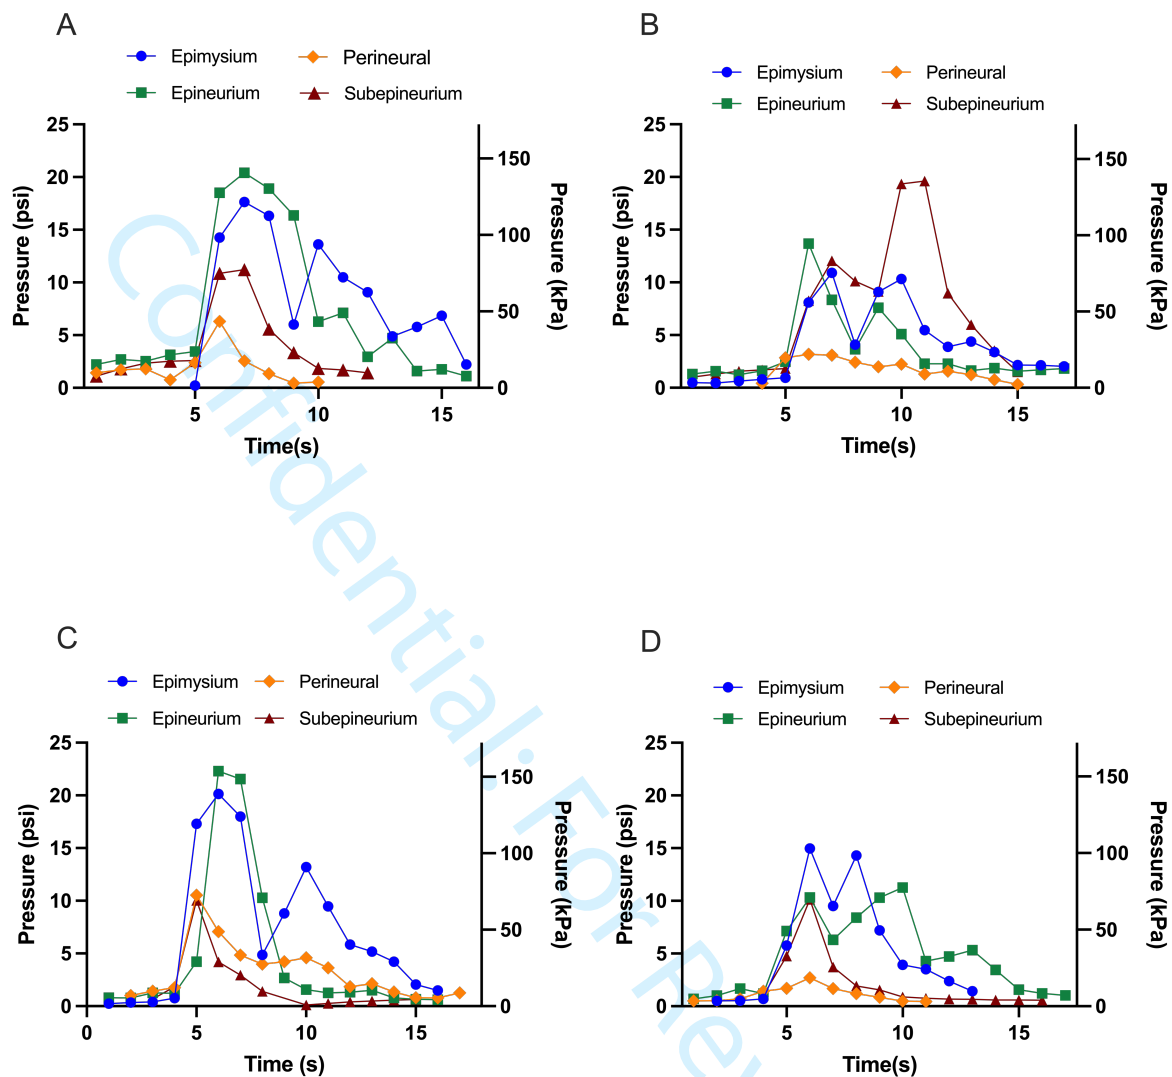 A
Epimysium
Perineural
Epineurium
Subepineurium
25
20
15
10
5
0
150
100
50
0
5
10
15
Pressure (psi)
Pressure (kPa)
Time(s)
B
Epimysium
Perineural
Epineurium
Subepineurium
25
20
15
10
5
0
150
100
50
0
5
10
15
Pressure (psi)
Pressure (kPa)
Time(s)
C
Epimysium
Perineural
Epineurium
Subepineurium
25
20
15
10
5
0
150
100
50
0
0
5
10
15
Pressure (psi)
Pressure (kPa)
Time (s)
D
Epimysium
Perineural
Epineurium
Subepineurium
25
20
15
10
5
0
150
100
50
0
5
10
15
Pressure (psi)
Pressure (kPa)
Time(s)
Confidential: For Rev